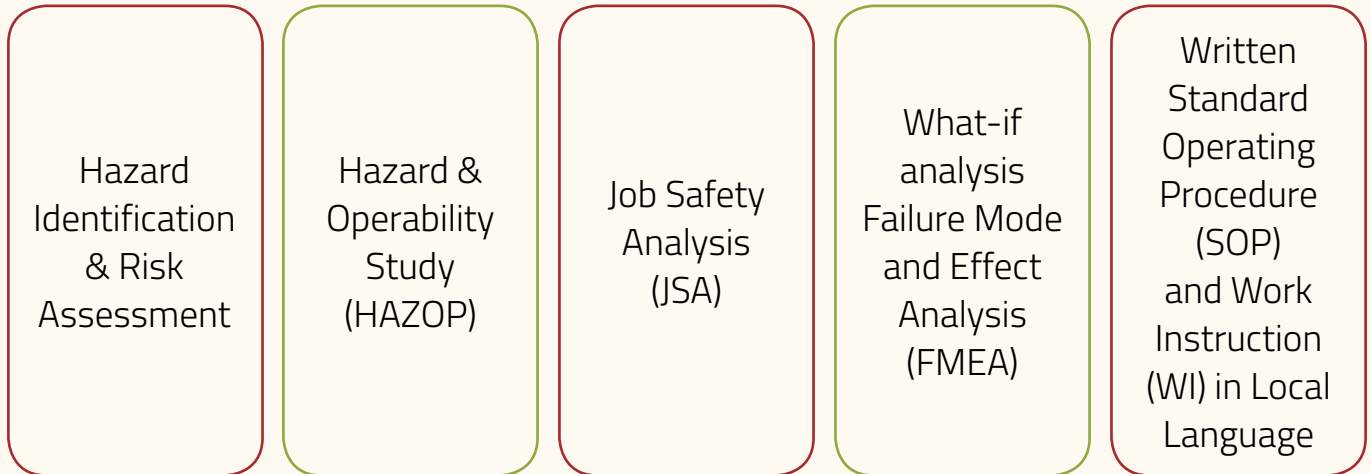 Hazard
Identification
& Risk
Assessment
Hazard &
Operability
Study
(HAZOP)
Job Safety
Analysis
(JSA)
What-if
analysis
Failure Mode
and Effect
Analysis
(FMEA)
Written
Standard
Operating
Procedure
(SOP)
and Work
Instruction
(WI) in Local
Language